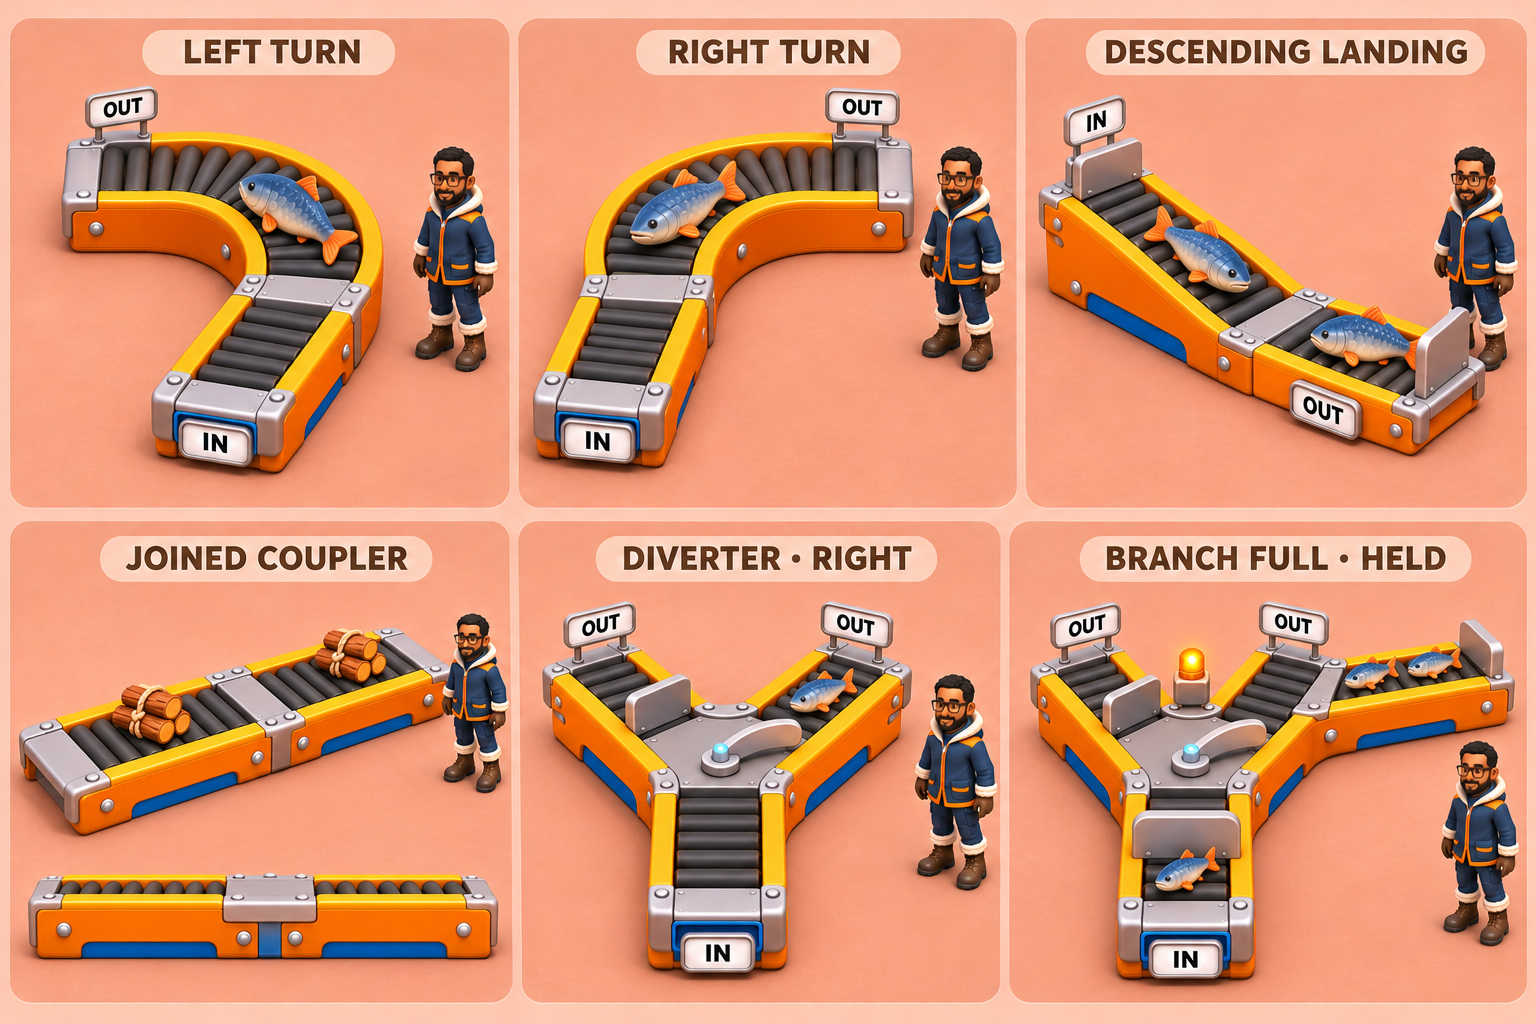 LEFT TURN
OUT
IN
RIGHT TURN
OUT
IN
DESCENDING LANDING
IN
OUT
JOINED COUPLER
DIVERTER • RIGHT
OUT
OUT
IN
BRANCH FULL • HELD
OUT
OUT
IN